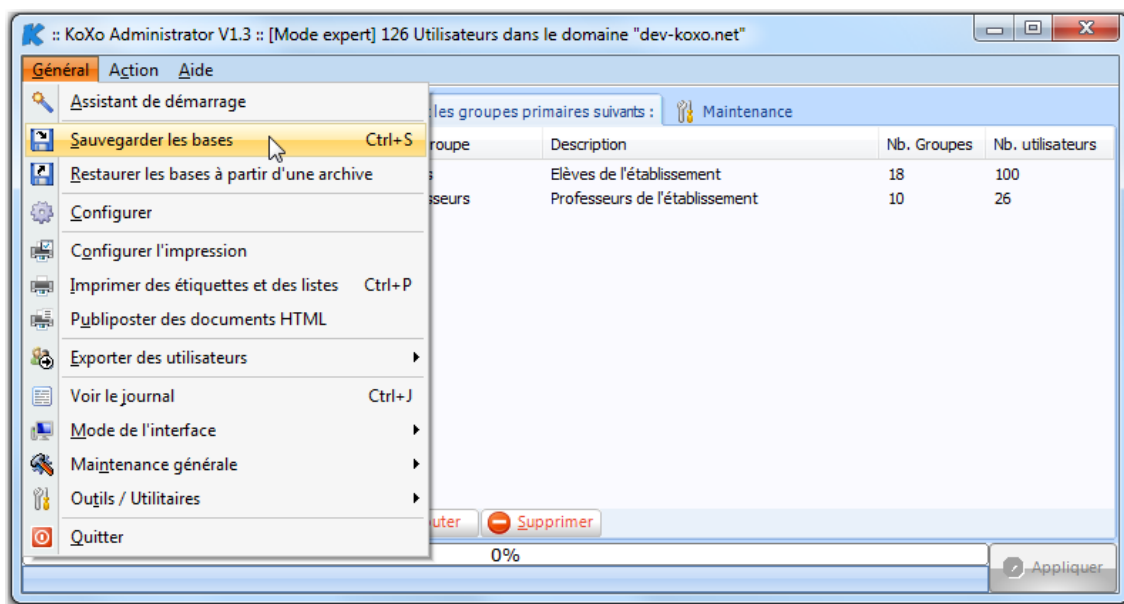 :: KoXo Administrator V1.3 :: [Mode expert] 126 Utilisateurs dans le domaine "dev-koxo.net"
Général Action Aide
Assistant de démarrage
Sauvegarder les bases Ctrl+S
Restaurer les bases à partir d'une archive
Configurer
Configurer l'impression
Imprimer des étiquettes et des listes Ctrl+P
Publiposter des documents HTML
Exporter des utilisateurs
Voir le journal Ctrl+J
Mode de l'interface
Maintenance générale
Outils / Utilitaires
Quitter
les groupes primaires suivants : Maintenance
Description Nb. Groupes Nb. utilisateurs
Elèves de l'établissement 18 100
Professeurs de l'établissement 10 26
Supprimer
0%
Appliquer